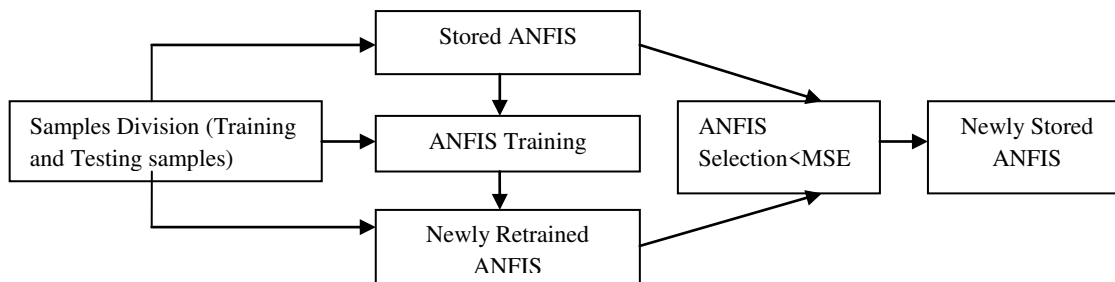 Stored ANFIS
Samples Division (Training
and Testing samples)
ANFIS Training
ANFIS
Selection<MSE
Newly Stored
ANFIS
Newly Retrained
ANFIS